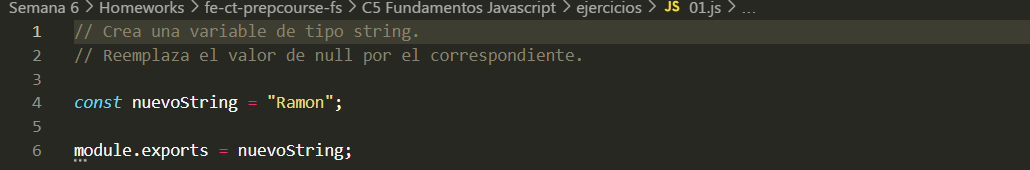 Semana 6 > Homeworks > fe-ct-prepcourse-fs > C5 Fundamentos Javascript > ejercicios > JS 01.js > ...
1 // Crea una variable de tipo string.
2 // Reemplaza el valor de null por el correspondiente.
3
4 const nuevoString = "Ramon";
5
6 module.exports = nuevoString;